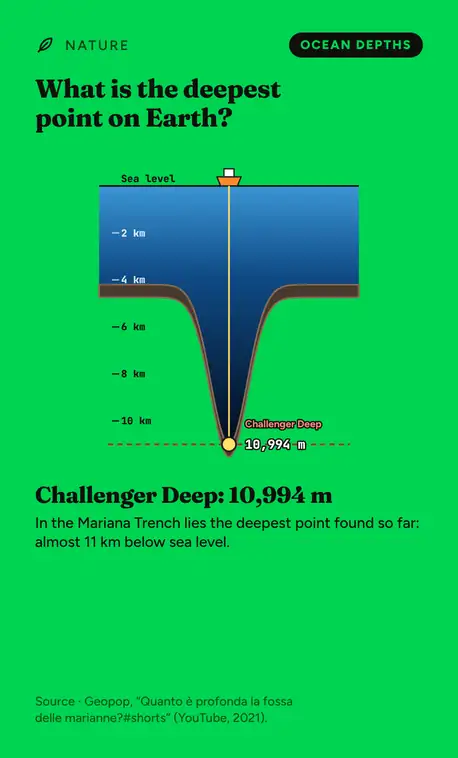 NATURE
OCEAN DEPTHS
What is the deepest
point on Earth?
Sea level
2 km
4 km
6 km
8 km
10 km
Challenger Deep
10,994 m
Challenger Deep: 10,994 m
In the Mariana Trench lies the deepest point found so far:
almost 11 km below sea level.
Source · Geopop, “Quanto è profonda la fossa
delle marianne?#shorts” (YouTube, 2021).